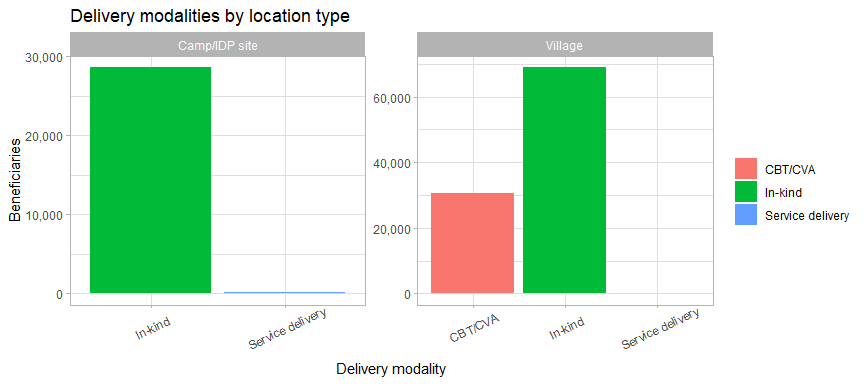 Delivery modalities by location type
Camp/IDP site
Village
30,000
20,000
10,000
0
60,000
40,000
20,000
0
Beneficiaries
In-kind
Service delivery
CBT/CVA
In-kind
Service delivery
Delivery modality
CBT/CVA
In-kind
Service delivery